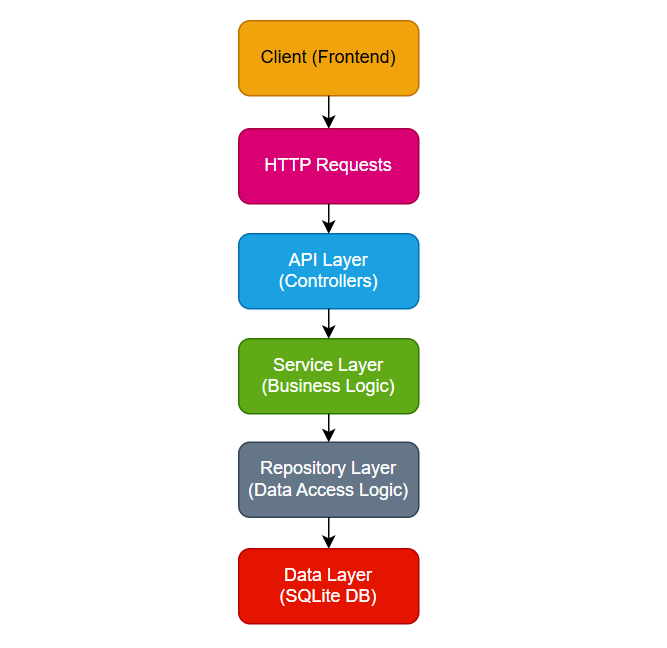 Client (Frontend)
HTTP Requests
API Layer
(Controllers)
Service Layer
(Business Logic)
Repository Layer
(Data Access Logic)
Data Layer
(SQLite DB)